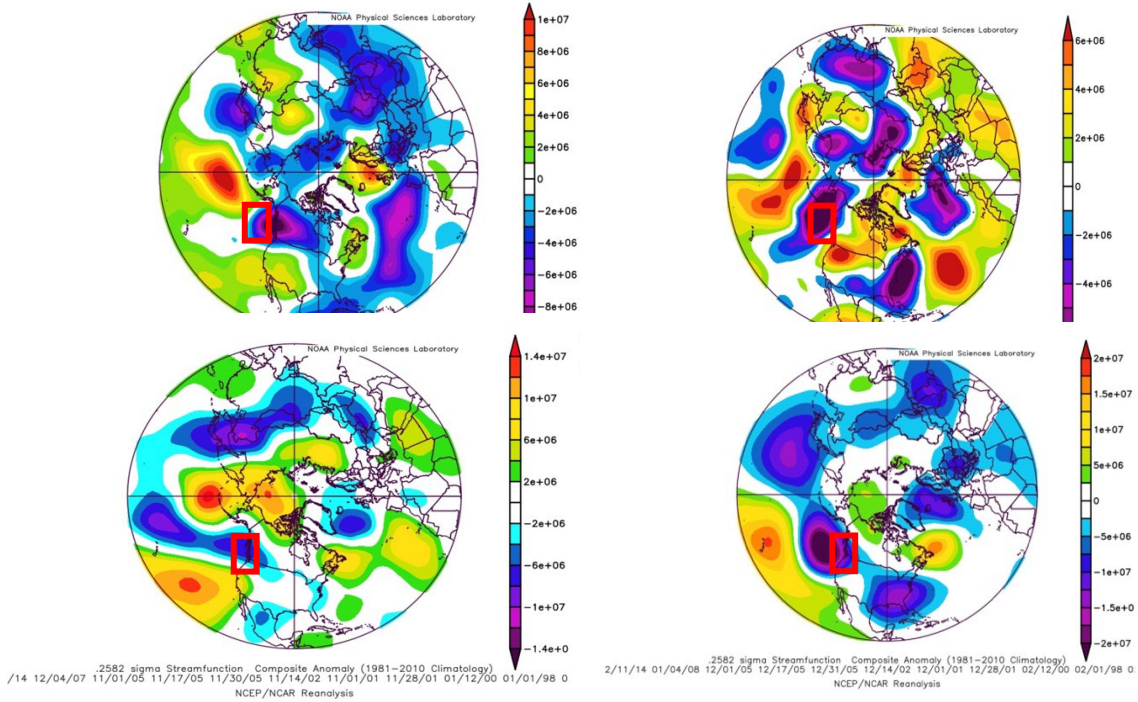 NOAA Physical Sciences Laboratory
1e+07
8e+06
6e+06
4e+06
2e+06
0
−2e+06
−4e+06
−6e+06
−8e+06
NOAA Physical Sciences Laboratory
6e+06
4e+06
2e+06
0
−2e+06
−4e+06
NOAA Physical Sciences Laboratory
1.4e+07
1e+07
6e+06
2e+06
−2e+06
−6e+06
−1e+07
−1.4e+0
.2582 sigma Streamfunction Composite Anomaly (1981−2010 Climatology)
/14 12/04/07 11/01/05 11/17/05 11/30/05 11/14/02 11/01/01 11/28/01 01/12/00 01/01/98 0
NCEP/NCAR Reanalysis
NOAA Physical Sciences Laboratory
2e+07
1.5e+07
1e+07
5e+06
0
−5e+06
−1e+07
−1.5e+0
−2e+07
.2582 sigma Streamfunction Composite Anomaly (1981−2010 Climatology)
2/11/14 01/04/08 12/01/05 12/17/05 12/31/05 12/14/02 12/01/01 12/28/01 02/12/00 02/01/98 0
NCEP/NCAR Reanalysis